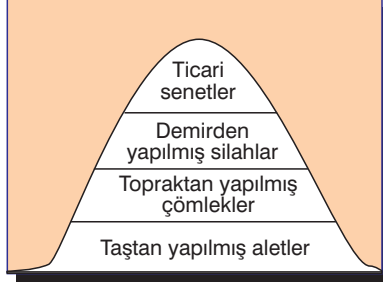 Ticari
senetler
Demirden
yapılmış silahlar
Topraktan yapılmış
çömlekler
Taştan yapılmış aletler